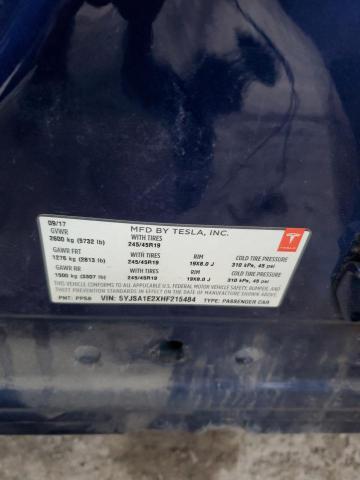 09/17
MFD BY TESLA, INC.
GVWR
2600 kg (5732 lb)
WITH TIRES
245/45R19
RIM
19X8.0 J
COLD TIRE PRESSURE
310 kPa, 45 psi
GAWR FRT
1276 kg (2813 lb)
WITH TIRES
245/45R19
RIM
19X8.0 J
COLD TIRE PRESSURE
310 kPa, 45 psi
GAWR RR
1500 kg (3307 lb)
THIS VEHICLE CONFORMS TO ALL APPLICABLE FEDERAL MOTOR VEHICLE SAFETY, BUMPER, AND
THEFT PREVENTION STANDARDS IN EFFECT ON THE DATE OF MANUFACTURE SHOWN ABOVE.
PNT: PPSB VIN: 5YJSA1E2XHF215484 TYPE: PASSENGER CAR
TESLA